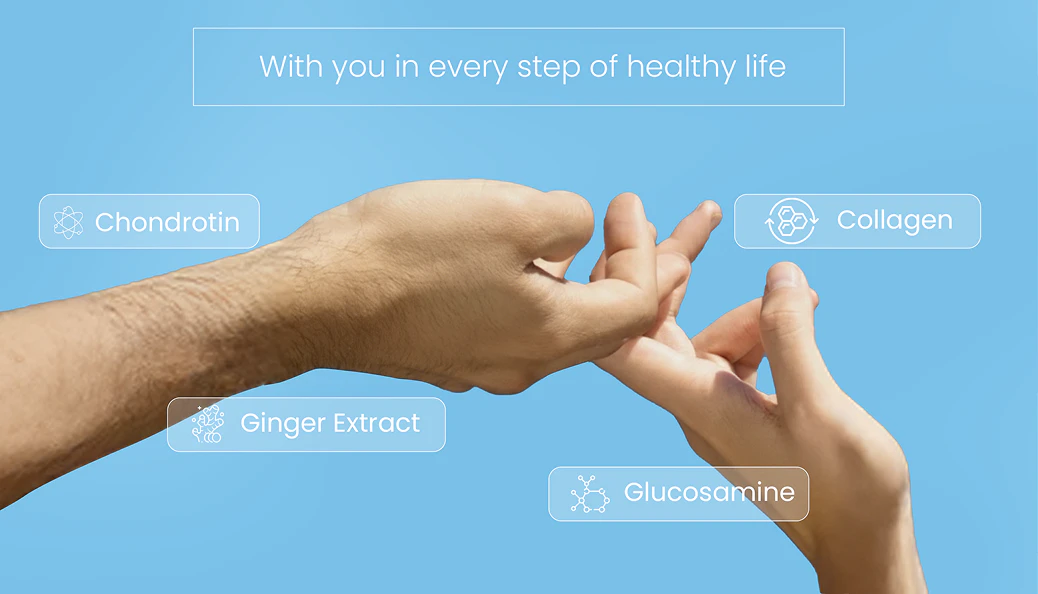 With you in every step of healthy life
Chondrotin
Collagen
Ginger Extract
Glucosamine